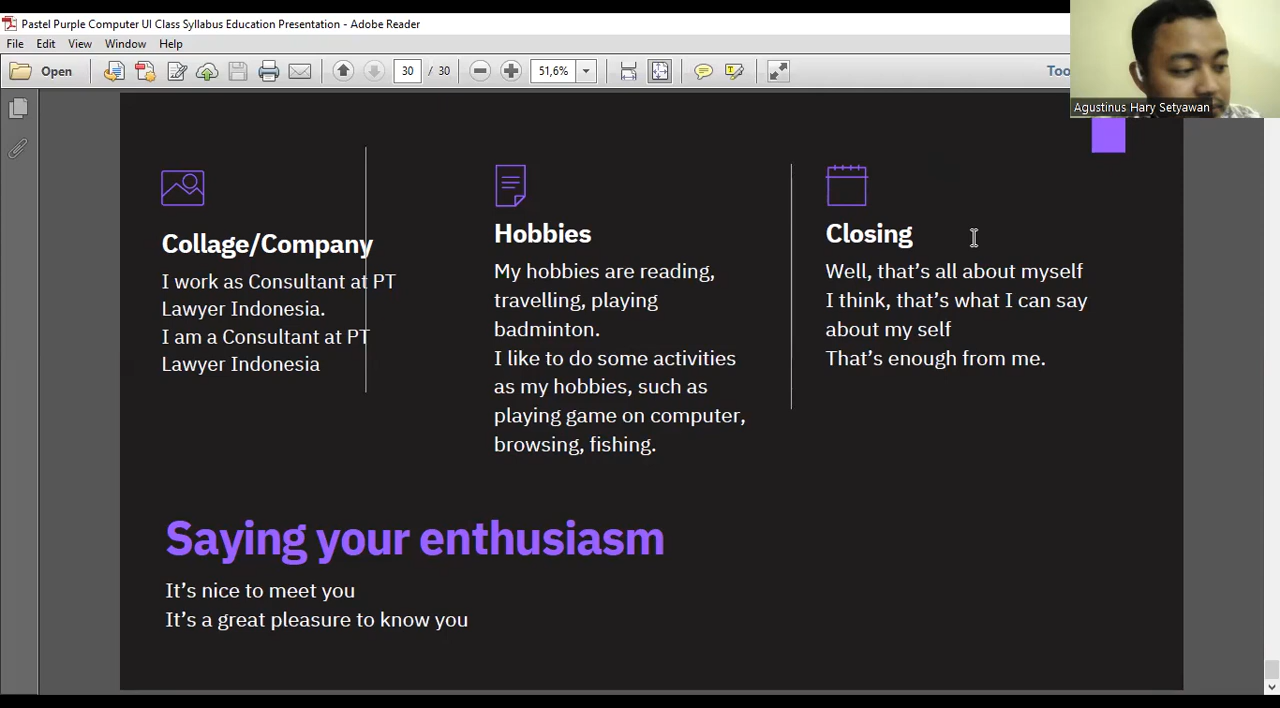 Pastel Purple Computer UI Class Syllabus Education Presentation - Adobe Reader
File Edit View Window Help
Open 30 / 30 51,6% Too
Agustinus Hary Setyawan
Collage/Company
I work as Consultant at PT
Lawyer Indonesia.
I am a Consultant at PT
Lawyer Indonesia
Hobbies
My hobbies are reading,
travelling, playing
badminton.
I like to do some activities
as my hobbies, such as
playing game on computer,
browsing, fishing.
Closing
Well, that's all about myself
I think, that's what I can say
about my self
That's enough from me.
Saying your enthusiasm
It's nice to meet you
It's a great pleasure to know you